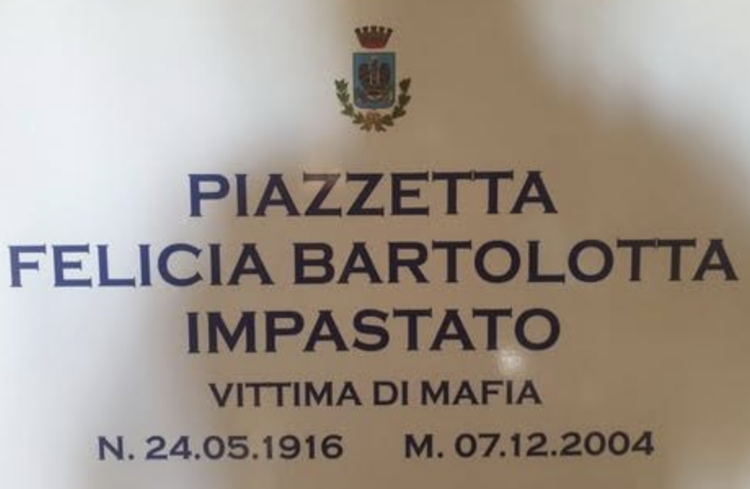 PIAZZETTA
FELICIA BARTOLOTTA
IMPASTATO
VITTIMA DI MAFIA
N. 24.05.1916 M. 07.12.2004